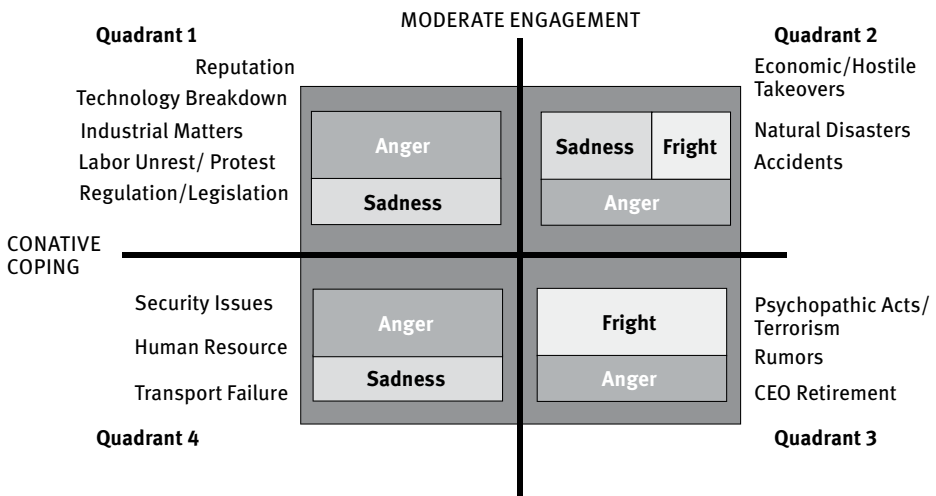 MODERATE ENGAGEMENT
Quadrant 1
Reputation
Technology Breakdown
Industrial Matters
Labor Unrest/ Protest
Regulation/Legislation
Anger
Sadness
Quadrant 2
Economic/Hostile
Takeovers
Natural Disasters
Accidents
Sadness
Fright
Anger
CONATIVE
COPING
Security Issues
Human Resource
Transport Failure
Anger
Sadness
Quadrant 4
Fright
Anger
Psychopathic Acts/
Terrorism
Rumors
CEO Retirement
Quadrant 3